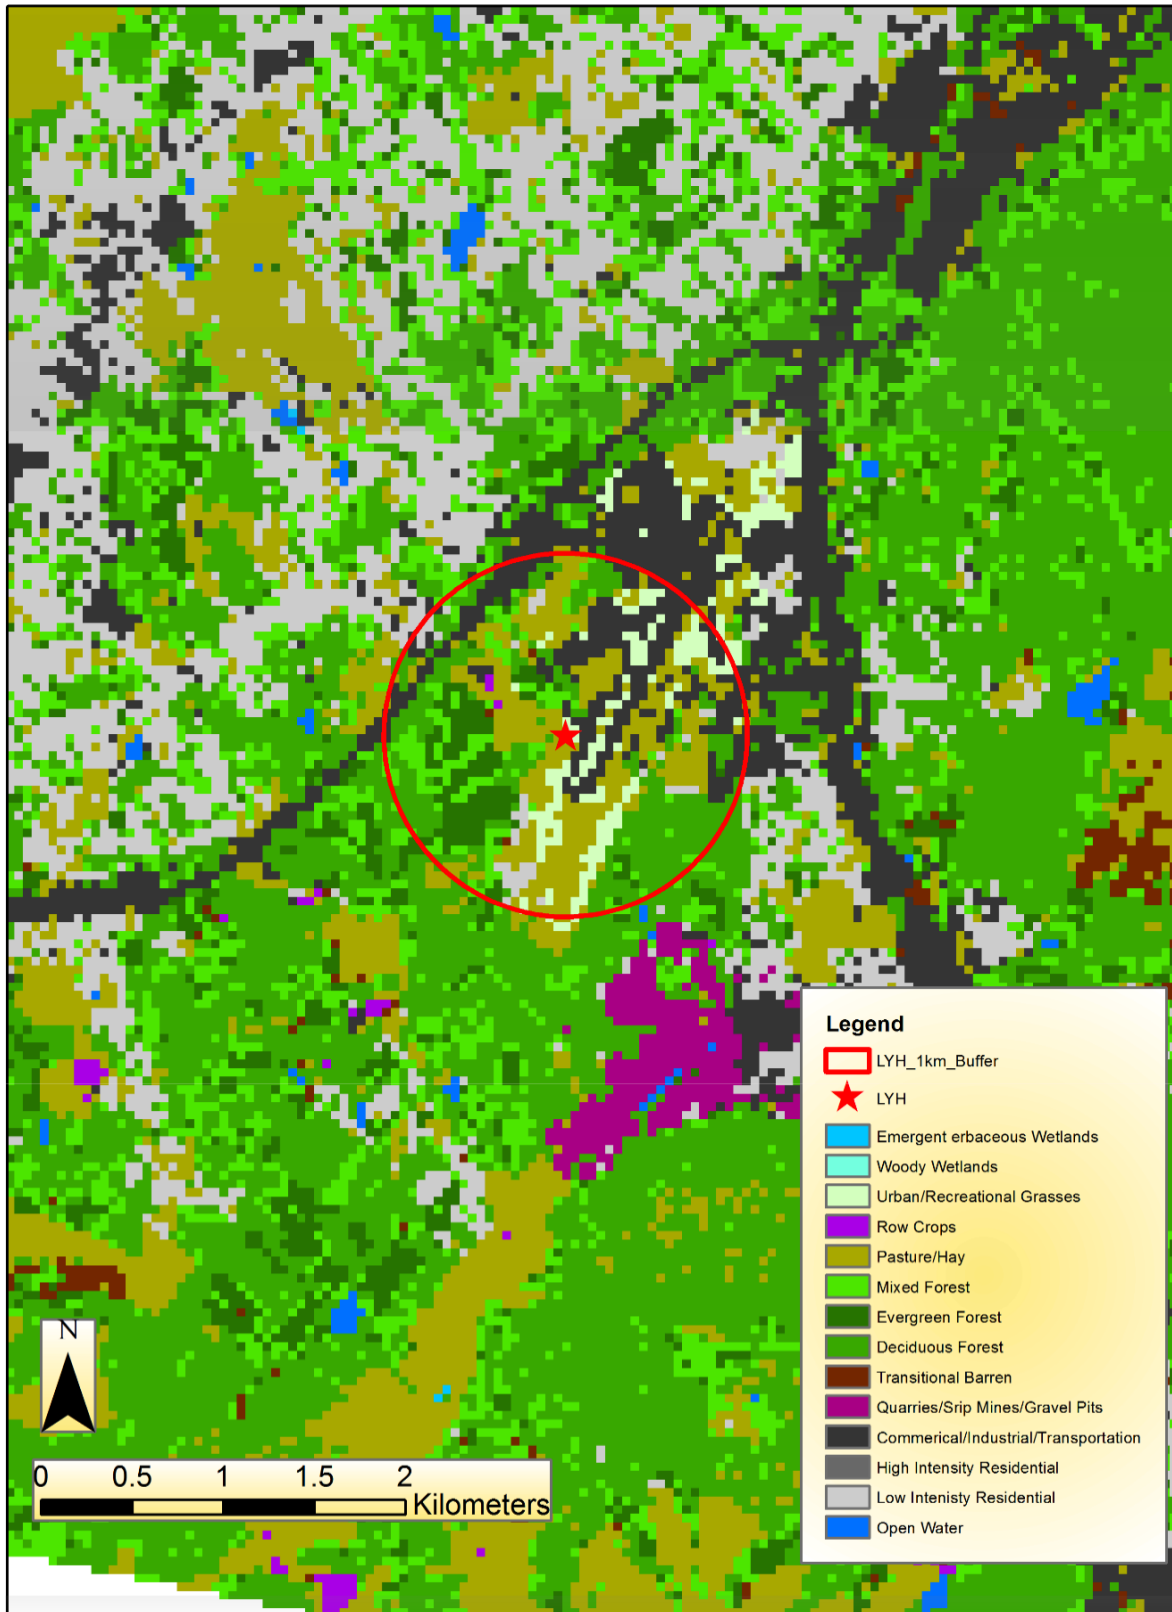 Legend
LYH_1km_Buffer
LYH
Emergent erbaceous Wetlands
Woody Wetlands
Urban/Recreational Grasses
Row Crops
Pasture/Hay
Mixed Forest
Evergreen Forest
Deciduous Forest
Transitional Barren
Quarries/Srip Mines/Gravel Pits
Commerical/Industrial/Transportation
High Intensity Residential
Low Intenisty Residential
Open Water
N
0 0.5 1 1.5 2
Kilometers